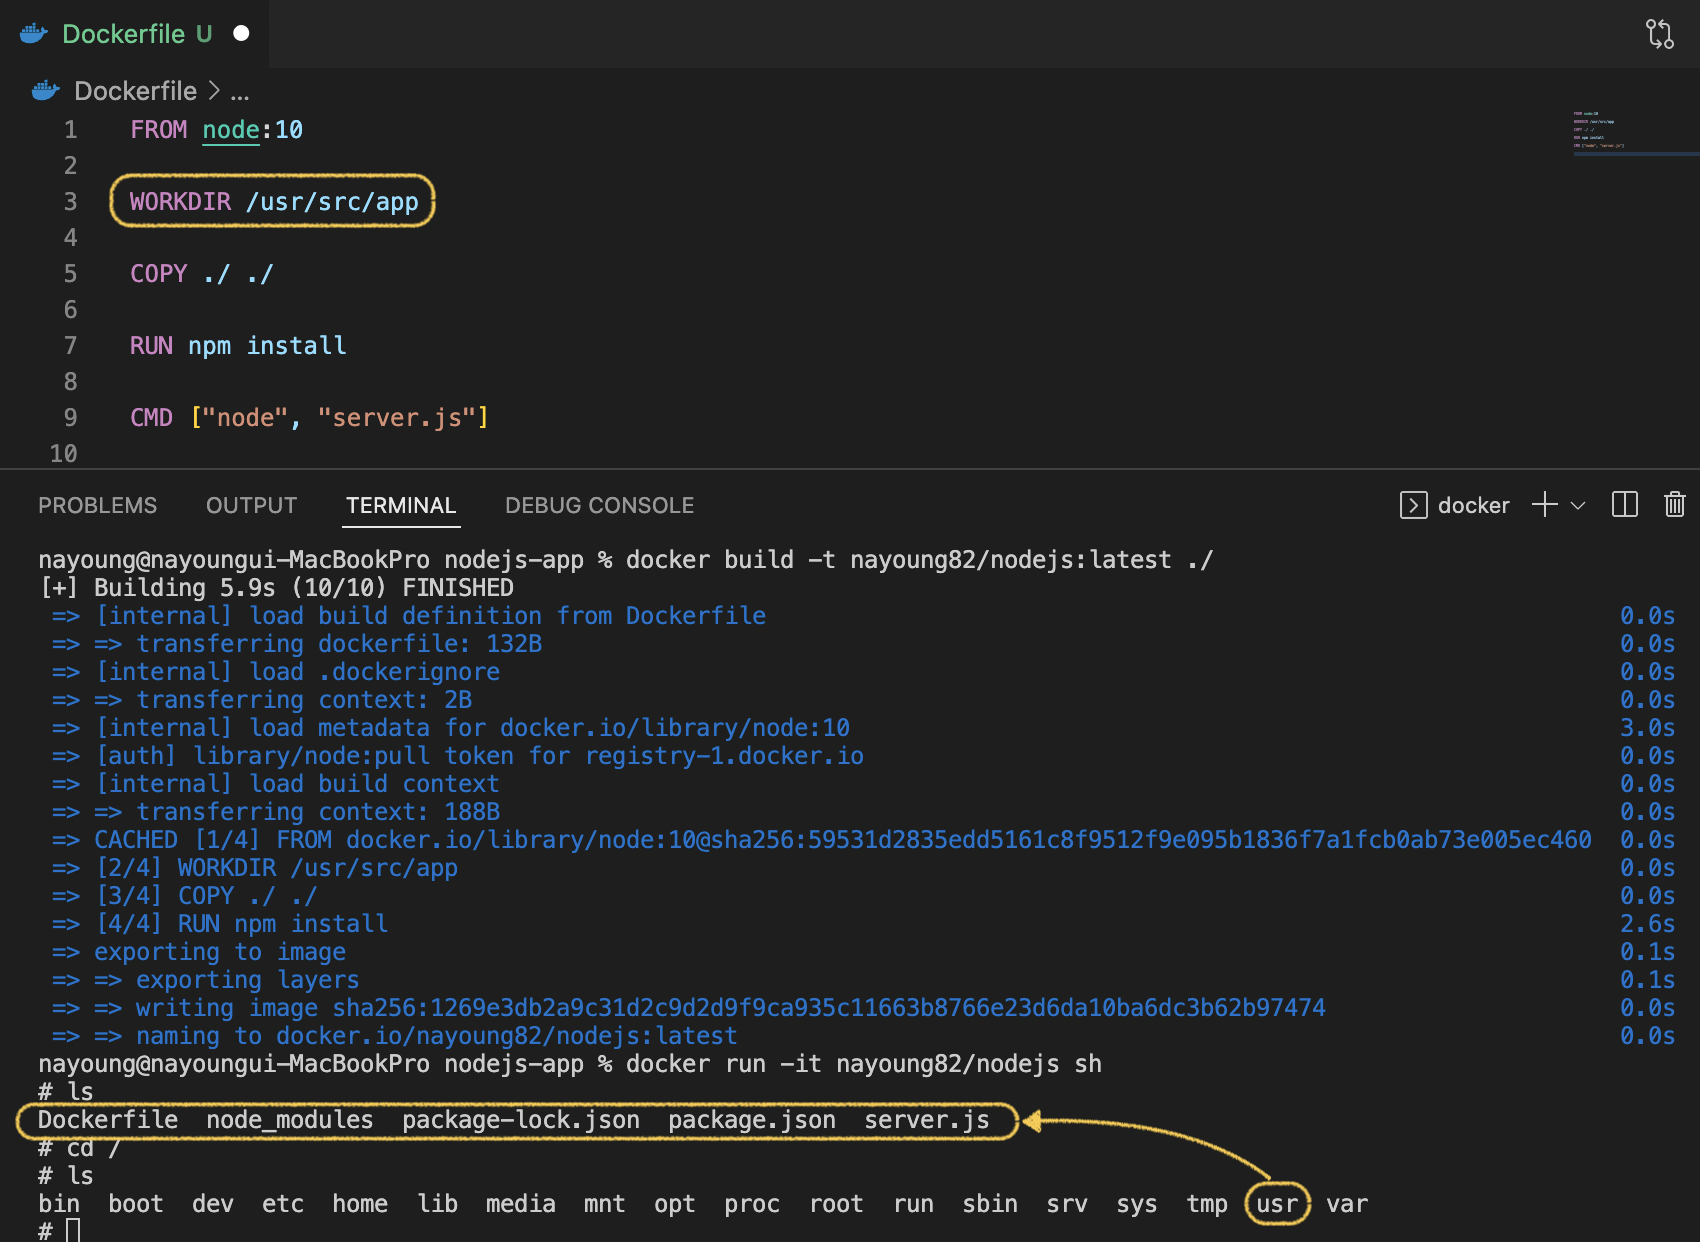 Dockerfile U
Dockerfile > ...
1 FROM node:10
2
3 WORKDIR /usr/src/app
4
5 COPY ./ ./
6
7 RUN npm install
8
9 CMD ["node", "server.js"]
10
PROBLEMS OUTPUT TERMINAL DEBUG CONSOLE docker
nayoung@nayoungui-MacBookPro nodejs-app % docker build -t nayoung82/nodejs:latest ./
[+] Building 5.9s (10/10) FINISHED
=> [internal] load build definition from Dockerfile 0.0s
=> => transferring dockerfile: 132B 0.0s
=> [internal] load .dockerignore 0.0s
=> => transferring context: 2B 0.0s
=> [internal] load metadata for docker.io/library/node:10 3.0s
=> [auth] library/node:pull token for registry-1.docker.io 0.0s
=> [internal] load build context 0.0s
=> => transferring context: 188B 0.0s
=> CACHED [1/4] FROM docker.io/library/node:10@sha256:59531d2835edd5161c8f9512f9e095b1836f7a1fcb0ab73e005ec460 0.0s
=> [2/4] WORKDIR /usr/src/app 0.0s
=> [3/4] COPY ./ ./ 0.0s
=> [4/4] RUN npm install 2.6s
=> exporting to image 0.1s
=> => exporting layers 0.1s
=> => writing image sha256:1269e3db2a9c31d2c9d2d9f9ca935c11663b8766e23d6da10ba6dc3b62b97474 0.0s
=> => naming to docker.io/nayoung82/nodejs:latest 0.0s
nayoung@nayoungui-MacBookPro nodejs-app % docker run -it nayoung82/nodejs sh
# ls
Dockerfile node_modules package-lock.json package.json server.js
# cd /
# ls
bin boot dev etc home lib media mnt opt proc root run sbin srv sys tmp usr var
#